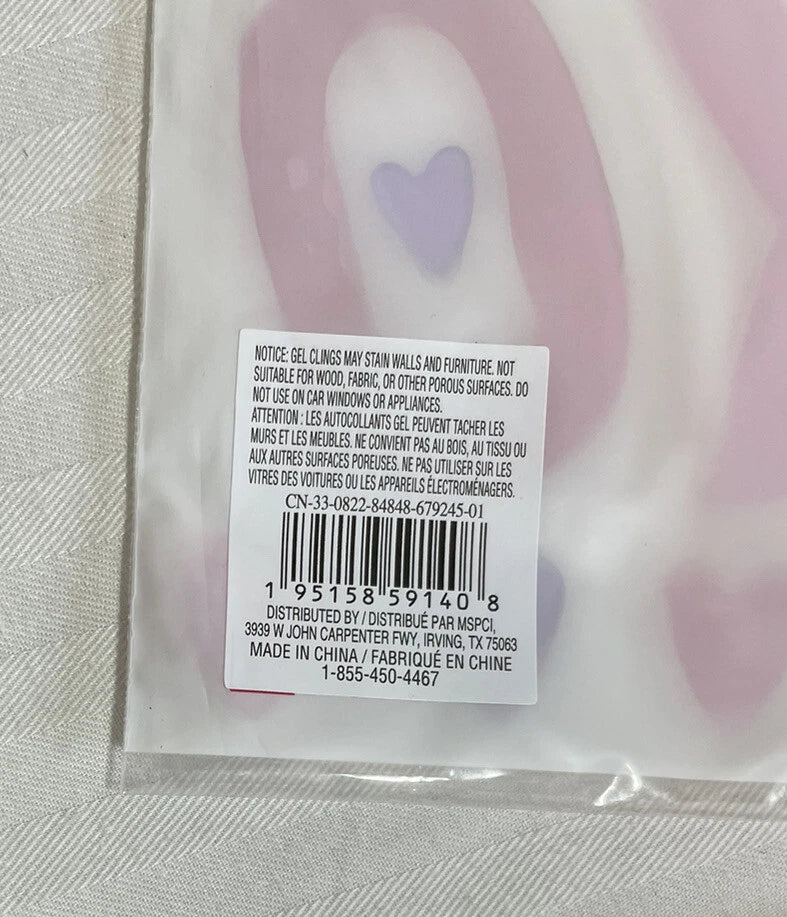 NOTICE: GEL CLINGS MAY STAIN WALLS AND FURNITURE. NOT
SUITABLE FOR WOOD, FABRIC, OR OTHER POROUS SURFACES. DO
NOT USE ON CAR WINDOWS OR APPLIANCES.
ATTENTION : LES AUTOCOLLANTS GEL PEUVENT TACHER LES
MURS ET LES MEUBLES. NE CONVIENT PAS AU BOIS, AU TISSU OU
AUX AUTRES SURFACES POREUSES. NE PAS UTILISER SUR LES
VITRES DES VOITURES OU LES APPAREILS ÉLECTROMÉNAGERS.
CN-33-0822-84848-679245-01
1 95158 59140 8
DISTRIBUTED BY / DISTRIBUÉ PAR MSPCI,
3939 W JOHN CARPENTER FWY, IRVING, TX 75063
MADE IN CHINA / FABRIQUÉ EN CHINE
1-855-450-4467